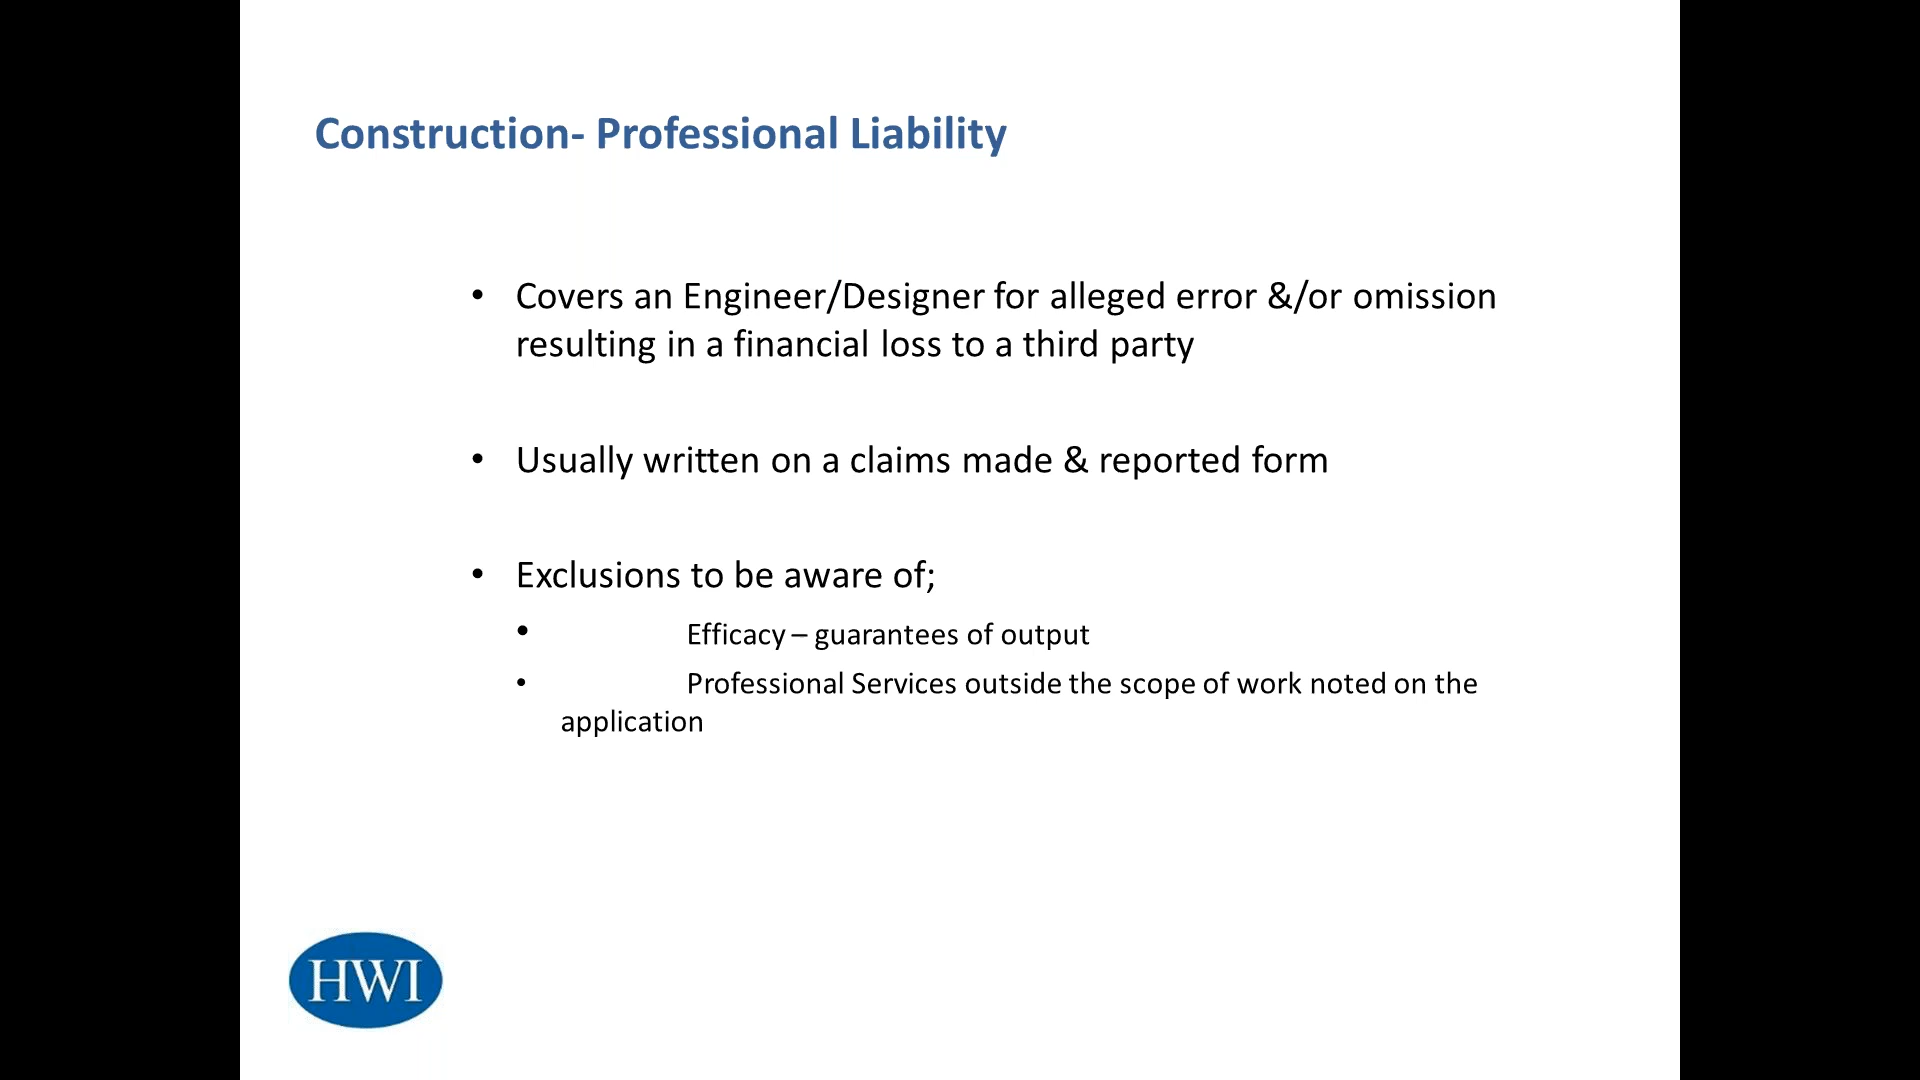 Construction- Professional Liability
• Covers an Engineer/Designer for alleged error &/or omission
resulting in a financial loss to a third party
• Usually written on a claims made & reported form
• Exclusions to be aware of;
• Efficacy – guarantees of output
• Professional Services outside the scope of work noted on the
application
HWI